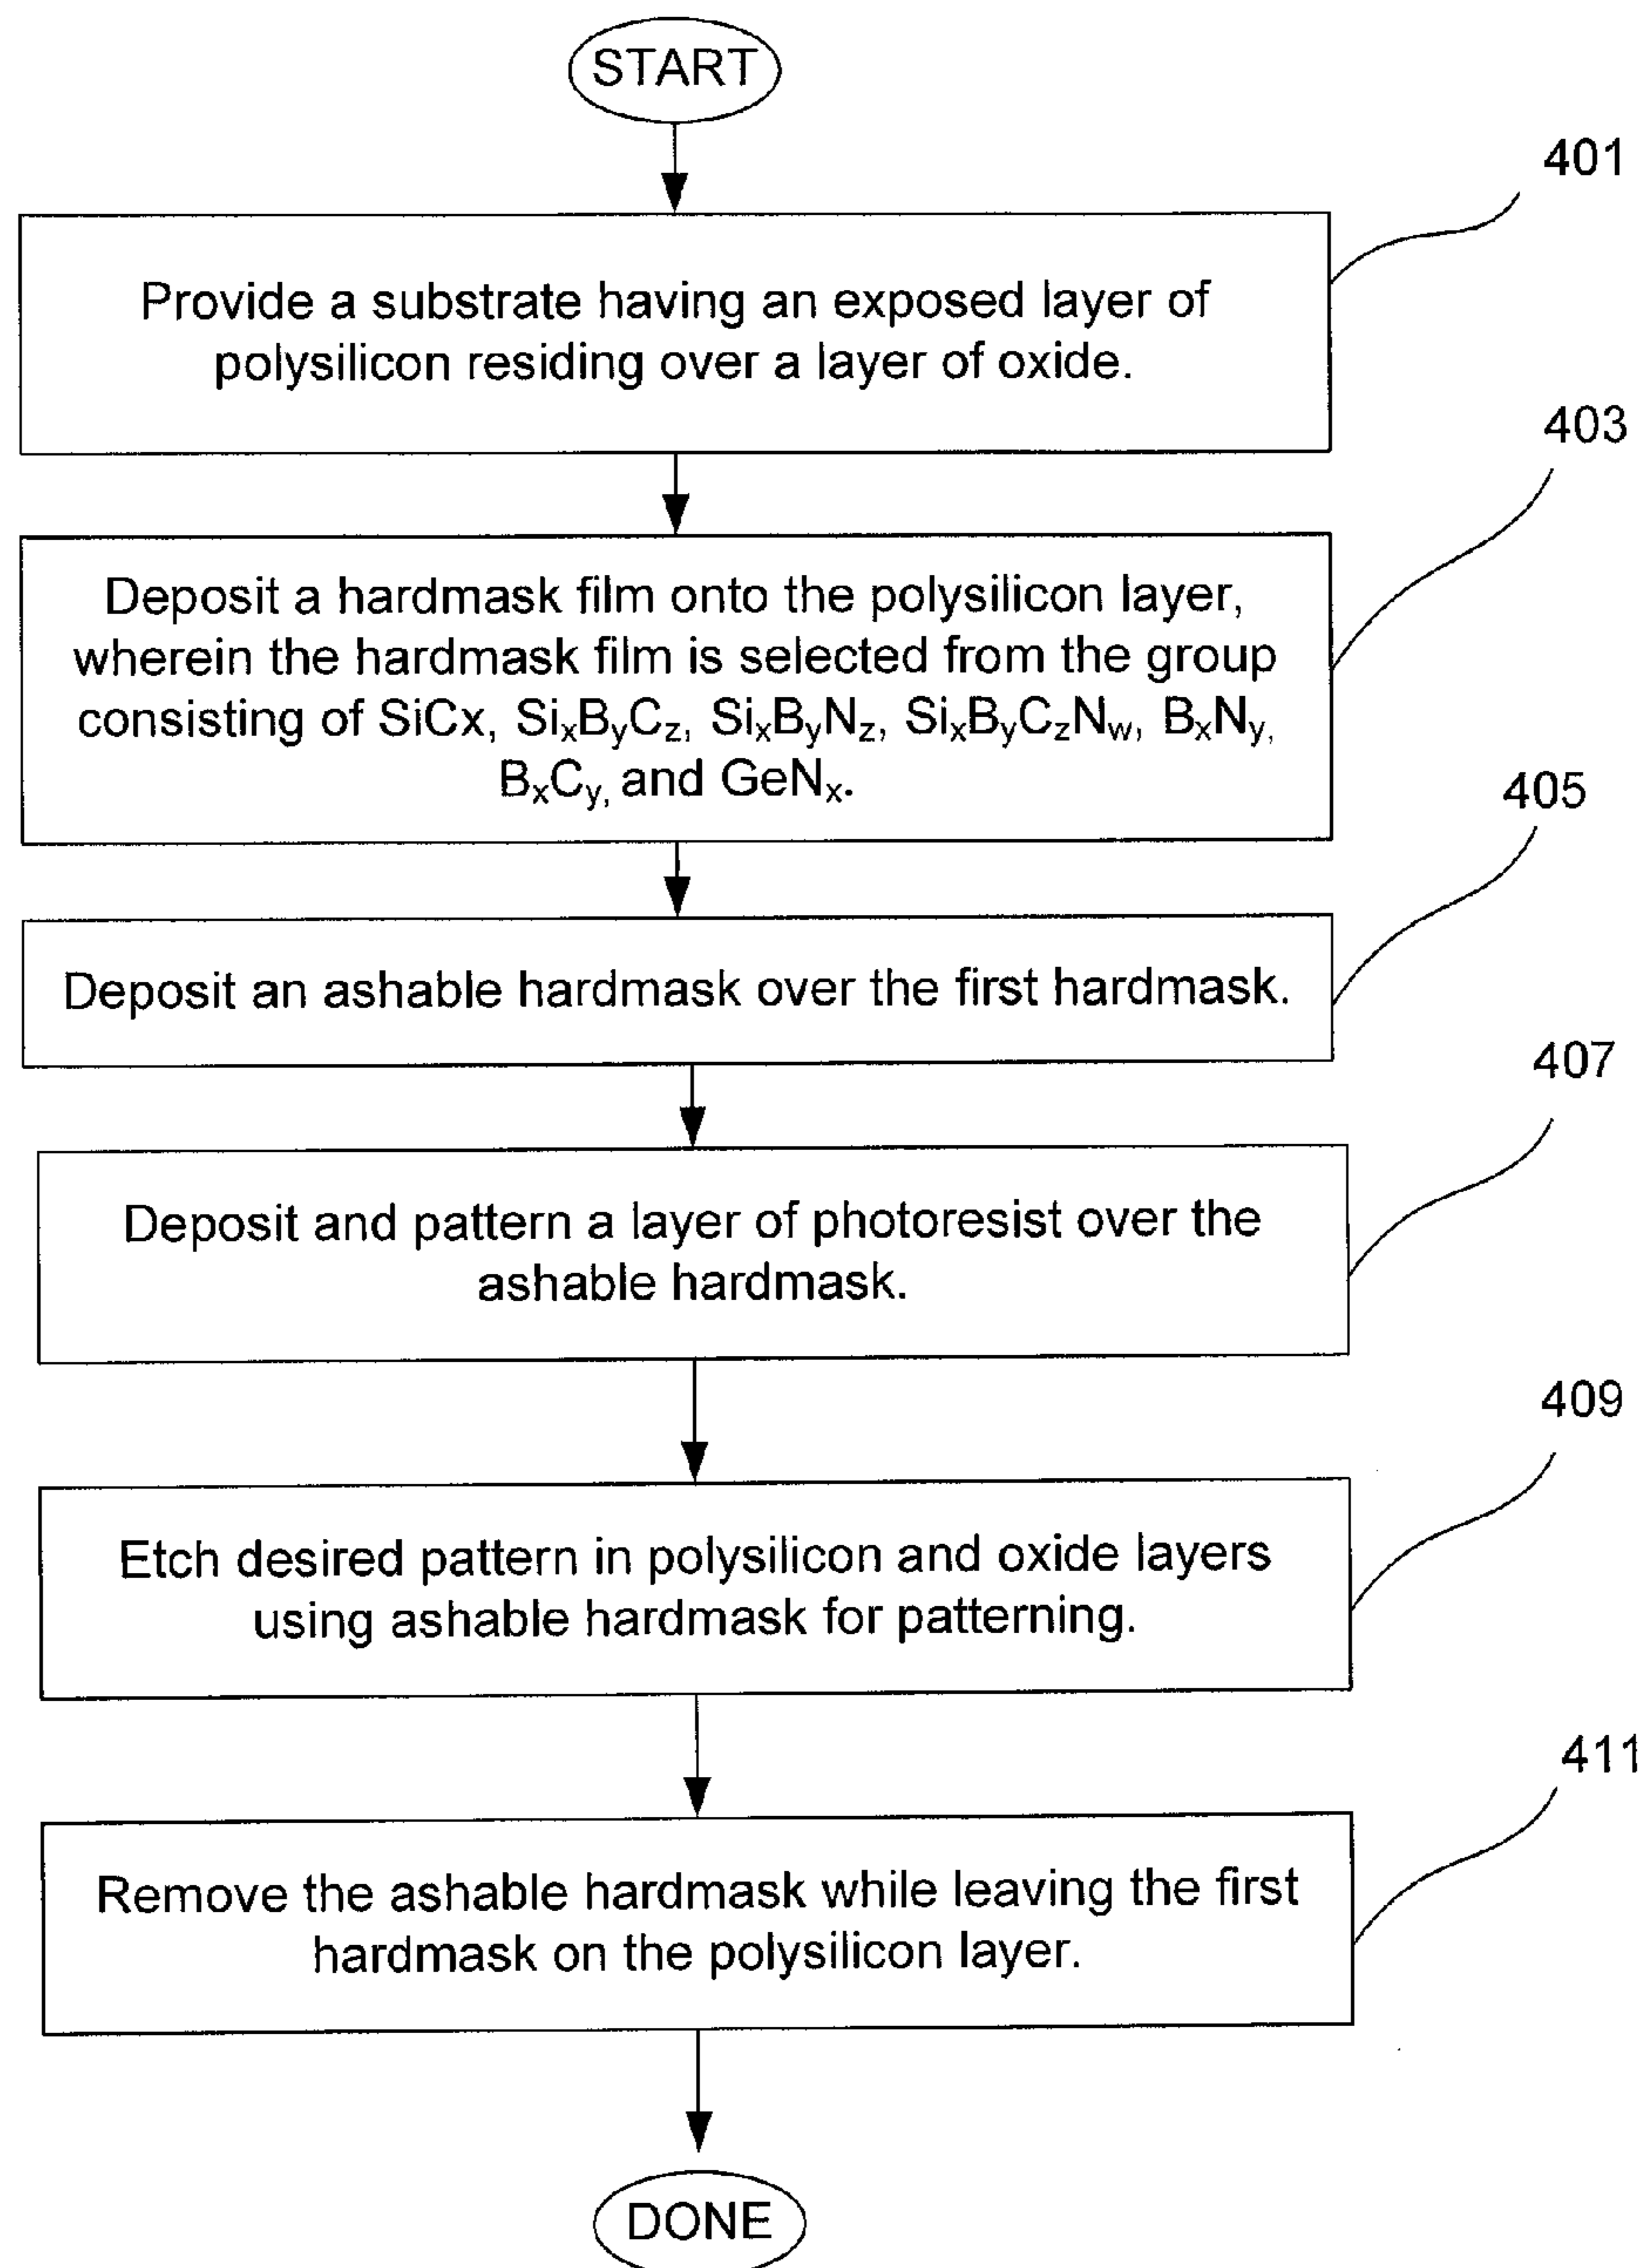 START
401
Provide a substrate having an exposed layer of
polysilicon residing over a layer of oxide.
403
Deposit a hardmask film onto the polysilicon layer,
wherein the hardmask film is selected from the group
consisting of SiCx, SixByCz, SixByNz, SixByCzNw, BxNy,
BxCy, and GeNx.
405
Deposit an ashable hardmask over the first hardmask.
407
Deposit and pattern a layer of photoresist over the
ashable hardmask.
409
Etch desired pattern in polysilicon and oxide layers
using ashable hardmask for patterning.
411
Remove the ashable hardmask while leaving the first
hardmask on the polysilicon layer.
DONE